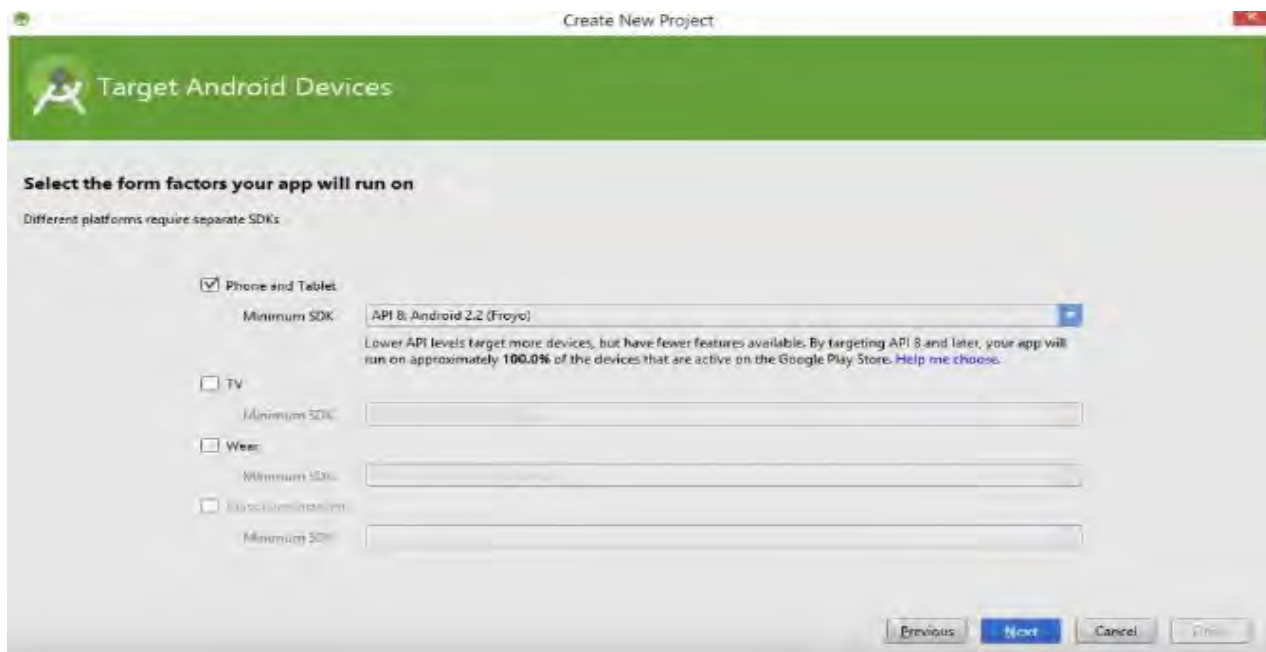 Create New Project
Target Android Devices
Select the form factors your app will run on
Different platforms require separate SDKs
Phone and Tablet
Minimum SDK
API 8: Android 2.2 (Froyo)
Lower API levels target more devices, but have fewer features available. By targeting API 8 and later, your app will
run on approximately 100.0% of the devices that are active on the Google Play Store. Help me choose.
TV
Minimum SDK
Wear
Minimum SDK
Minimum SDK
Previous
Next
Cancel